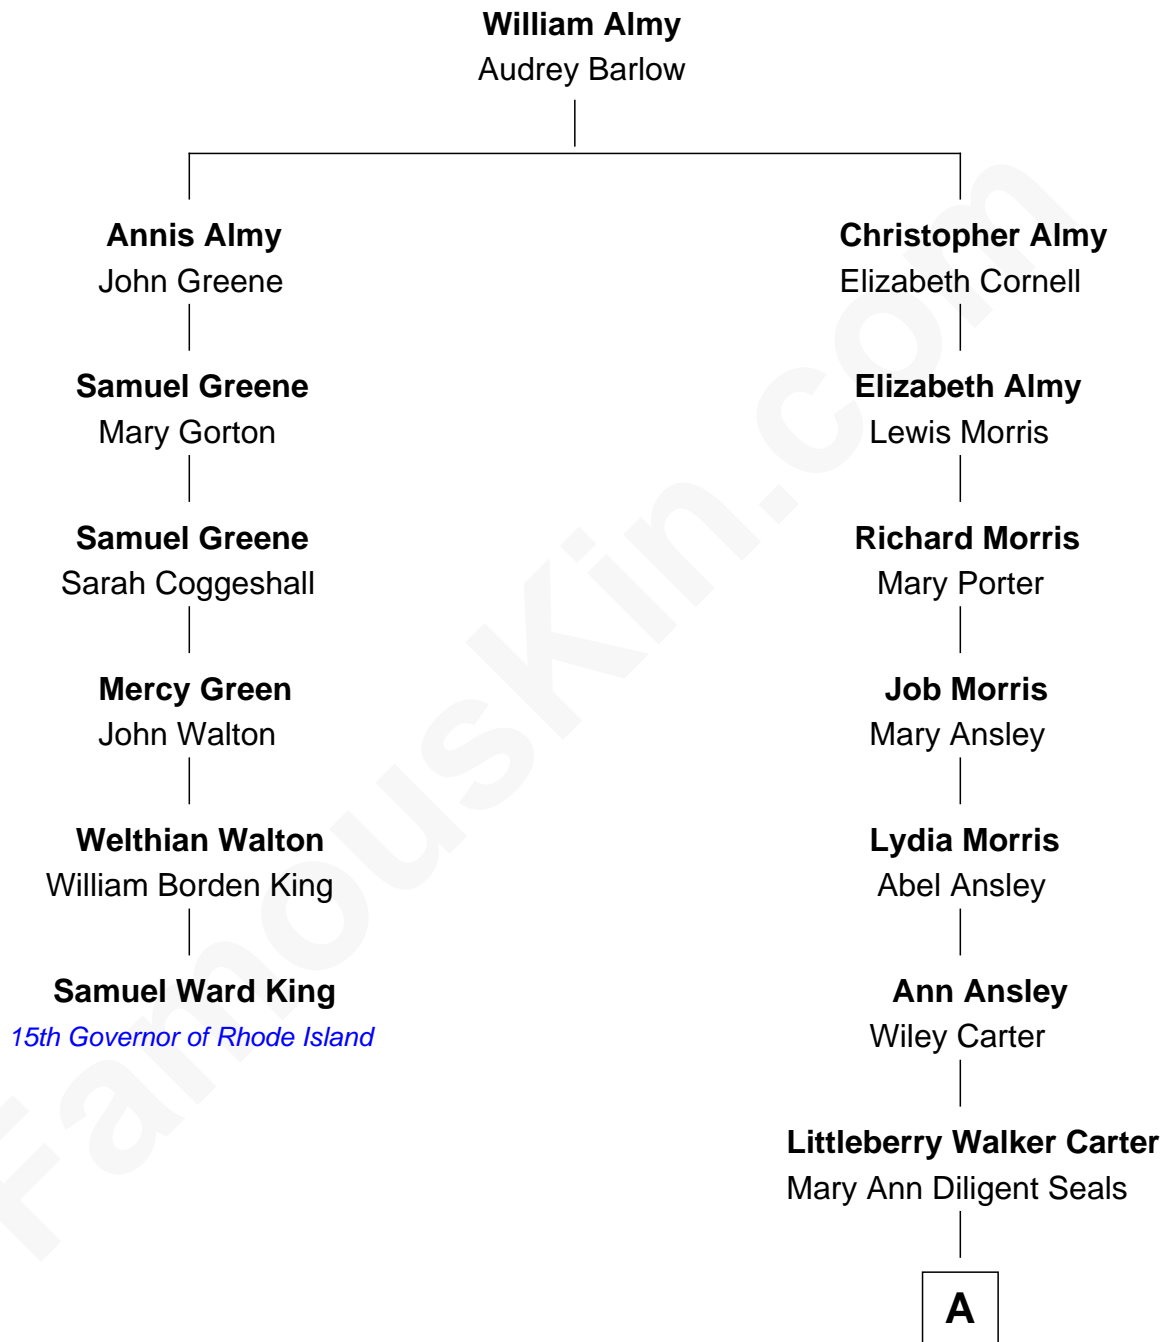 William Almy
Audrey Barlow
Annis Almy
John Greene
Samuel Greene
Mary Gorton
Samuel Greene
Sarah Coggeshall
Mercy Green
John Walton
Welthian Walton
William Borden King
Samuel Ward King
15th Governor of Rhode Island
Christopher Almy
Elizabeth Cornell
Elizabeth Almy
Lewis Morris
Richard Morris
Mary Porter
Job Morris
Mary Ansley
Lydia Morris
Abel Ansley
Ann Ansley
Wiley Carter
Littleberry Walker Carter
Mary Ann Diligent Seals
A
FamousKin.com